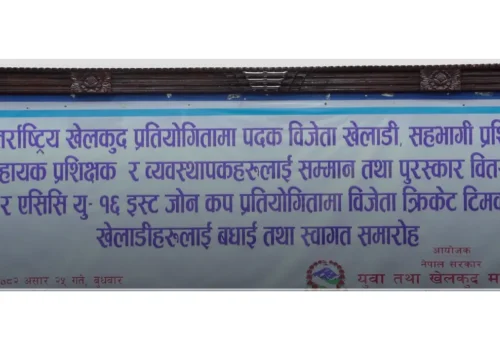 तर्राष्ट्रिय खेलकुद प्रतियोगितामा पदक विजेता खेलाडी, सहभागी प्रशि
हायक प्रशिक्षक र व्यवस्थापकहरुलाई सम्मान तथा पुरस्कार वित
र एसिसि यु- १६ इस्ट जोन कप प्रतियोगितामा विजेता क्रिकेट टिमक
खेलाडीहरुलाई बधाई तथा स्वागत समारोह
आयोजक
नेपाल सरकार
०८२ असार २५ गते, बुधवार
युवा तथा खेलकुद म